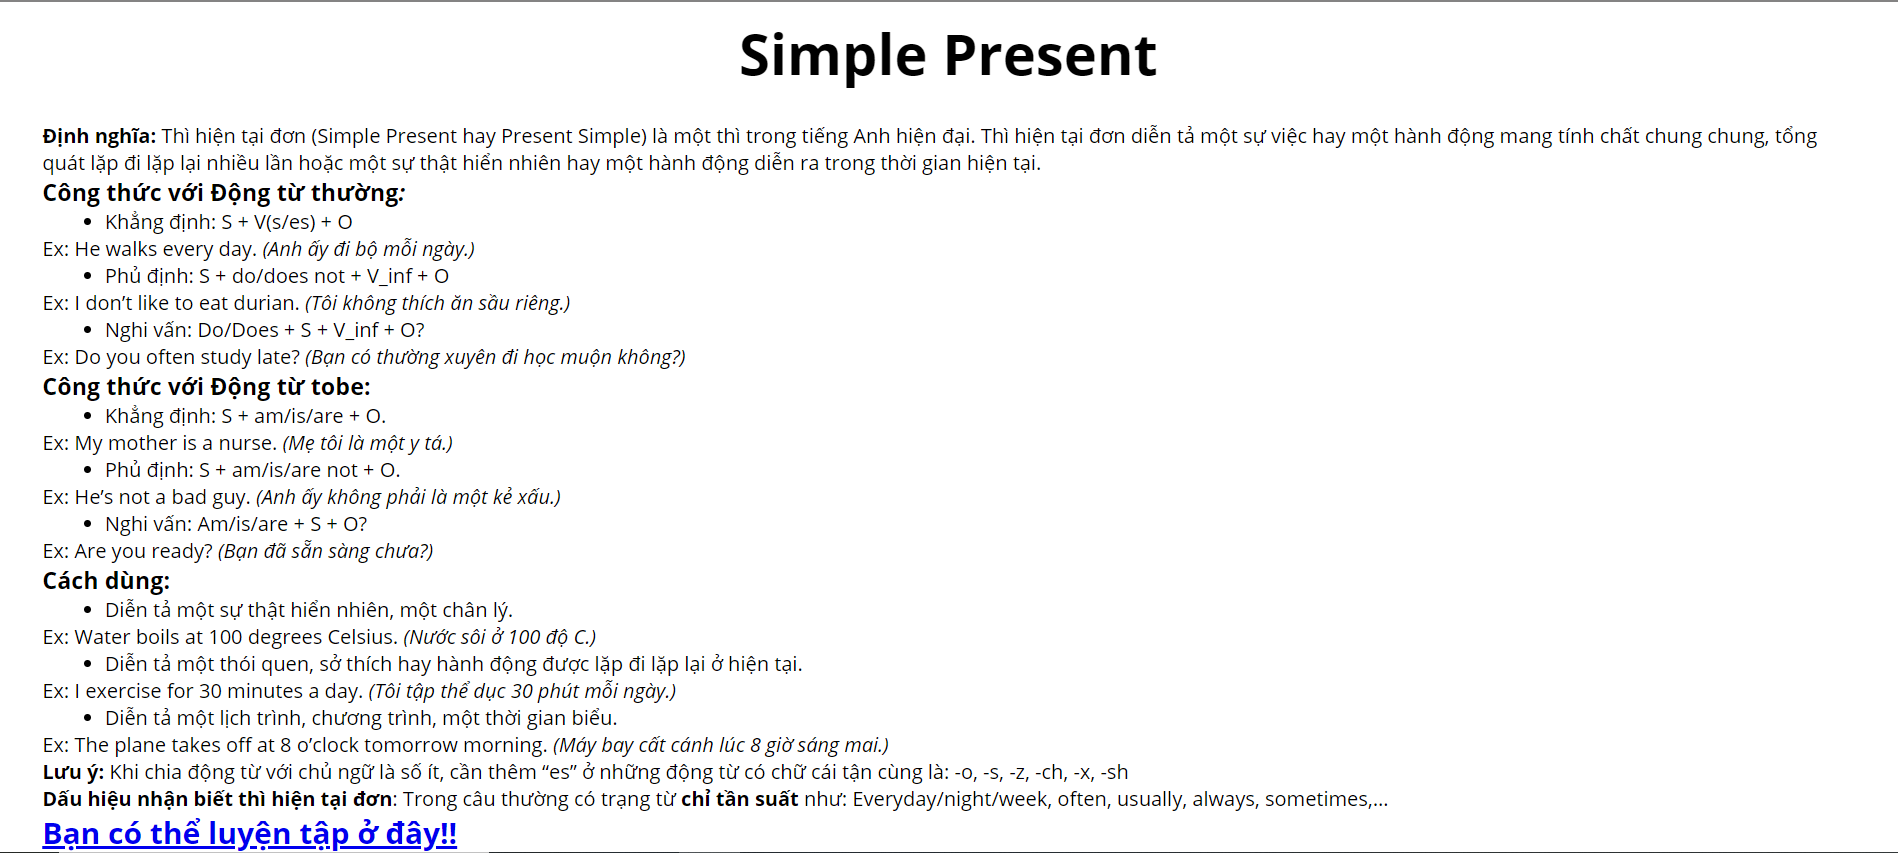 Simple Present
Định nghĩa: Thì hiện tại đơn (Simple Present hay Present Simple) là một thì trong tiếng Anh hiện đại. Thì hiện tại đơn diễn tả một sự việc hay một hành động mang tính chất chung chung, tổng
quát lặp đi lặp lại nhiều lần hoặc một sự thật hiển nhiên hay một hành động diễn ra trong thời gian hiện tại.
Công thức với Động từ thường:
• Khẳng định: S + V(s/es) + O
Ex: He walks every day. (Anh ấy đi bộ mỗi ngày.)
• Phủ định: S + do/does not + V_inf + O
Ex: I don’t like to eat durian. (Tôi không thích ăn sầu riêng.)
• Nghi vấn: Do/Does + S + V_inf + O?
Ex: Do you often study late? (Bạn có thường xuyên đi học muộn không?)
Công thức với Động từ tobe:
• Khẳng định: S + am/is/are + O.
Ex: My mother is a nurse. (Mẹ tôi là một y tá.)
• Phủ định: S + am/is/are not + O.
Ex: He’s not a bad guy. (Anh ấy không phải là một kẻ xấu.)
• Nghi vấn: Am/is/are + S + O?
Ex: Are you ready? (Bạn đã sẵn sàng chưa?)
Cách dùng:
• Diễn tả một sự thật hiển nhiên, một chân lý.
Ex: Water boils at 100 degrees Celsius. (Nước sôi ở 100 độ C.)
• Diễn tả một thói quen, sở thích hay hành động được lặp đi lặp lại ở hiện tại.
Ex: I exercise for 30 minutes a day. (Tôi tập thể dục 30 phút mỗi ngày.)
• Diễn tả một lịch trình, chương trình, một thời gian biểu.
Ex: The plane takes off at 8 o’clock tomorrow morning. (Máy bay cất cánh lúc 8 giờ sáng mai.)
Lưu ý: Khi chia động từ với chủ ngữ là số ít, cần thêm “es” ở những động từ có chữ cái tận cùng là: -o, -s, -z, -ch, -x, -sh
Dấu hiệu nhận biết thì hiện tại đơn: Trong câu thường có trạng từ chỉ tần suất như: Everyday/night/week, often, usually, always, sometimes,…
Bạn có thể luyện tập ở đây!!